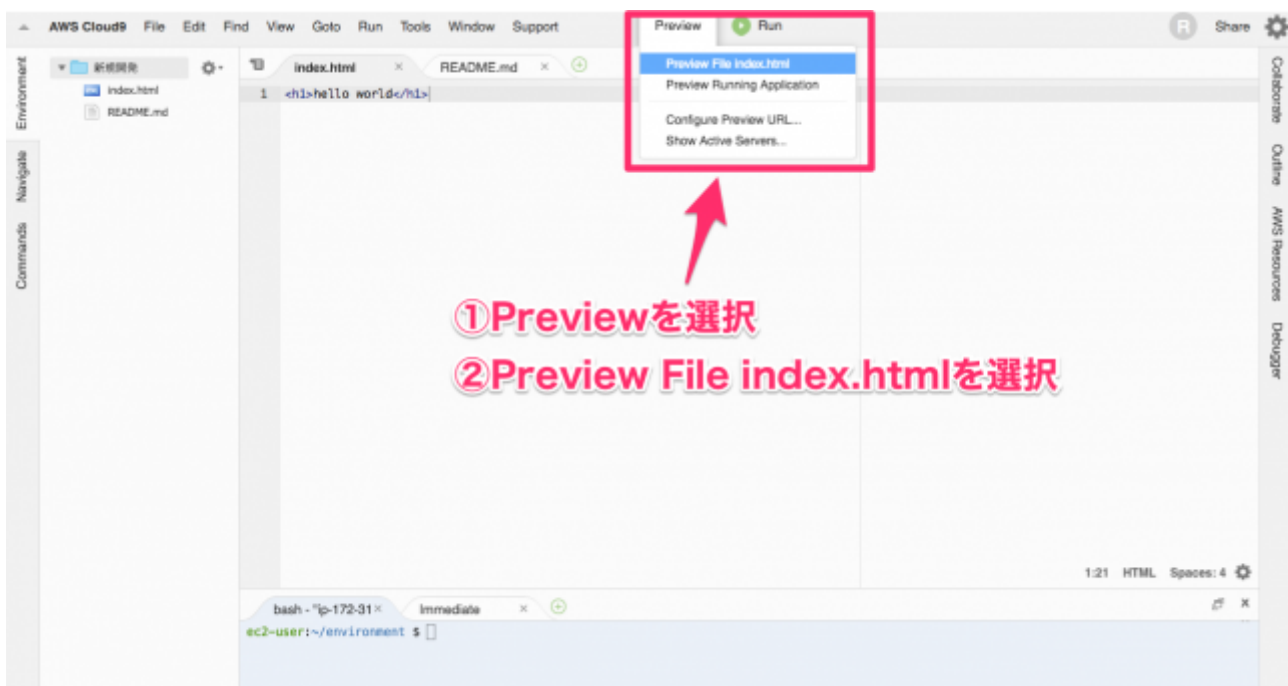 AWS Cloud9 File Edit Find View Goto Run Tools Window Support Preview Run R Share
Environment
Navigate
Commands
新規開発
index.html
README.md
index.html × README.md ×
1 <h1>hello world</h1>
Preview File index.html
Preview Running Application
Configure Preview URL...
Show Active Servers...
①Previewを選択
②Preview File index.htmlを選択
Collaborate
Outline
AWS Resources
Debugger
1:21 HTML Spaces: 4
bash - "ip-172-31 × Immediate ×
ec2-user:~/environment $